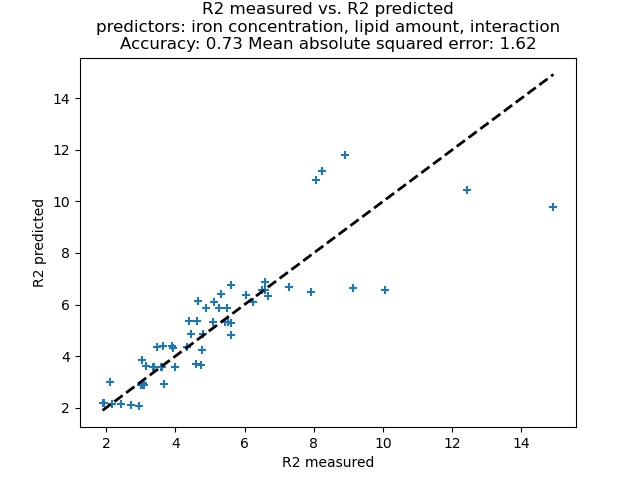 R2 measured vs. R2 predicted
predictors: iron concentration, lipid amount, interaction
Accuracy: 0.73 Mean absolute squared error: 1.62
14
12
10
8
6
4
2
R2 predicted
2 4 6 8 10 12 14
R2 measured